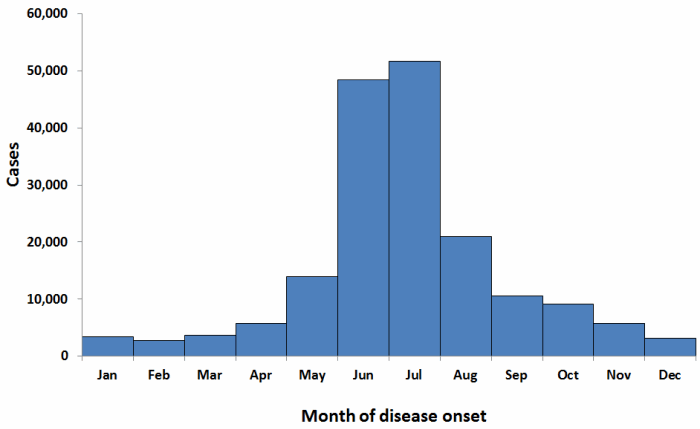 60,000
50,000
40,000
30,000
20,000
10,000
0
Cases
Jan Feb Mar Apr May Jun Jul Aug Sep Oct Nov Dec
Month of disease onset